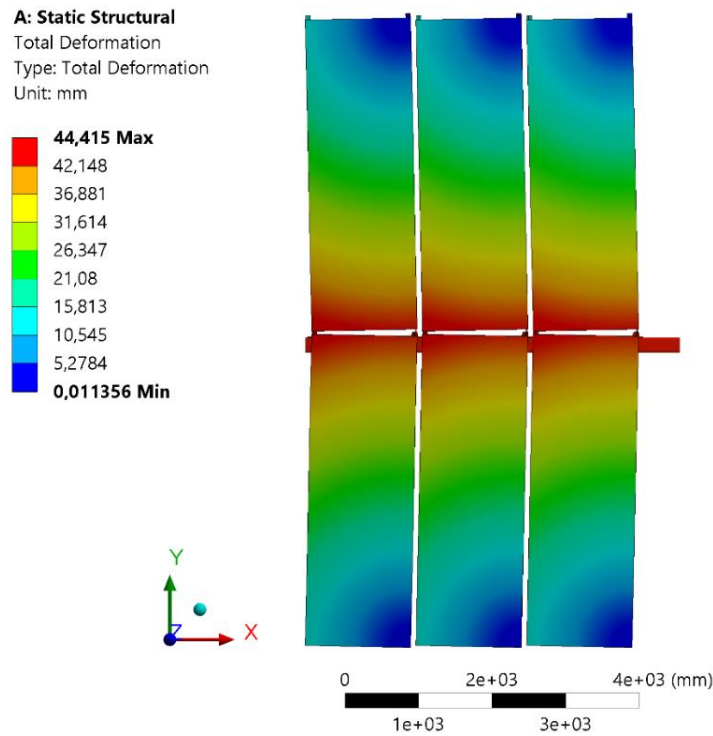 A: Static Structural
Total Deformation
Type: Total Deformation
Unit: mm
44,415 Max
42,148
36,881
31,614
26,347
21,08
15,813
10,545
5,2784
0,011356 Min
Y
Z
X
0 2e+03 4e+03 (mm)
1e+03 3e+03